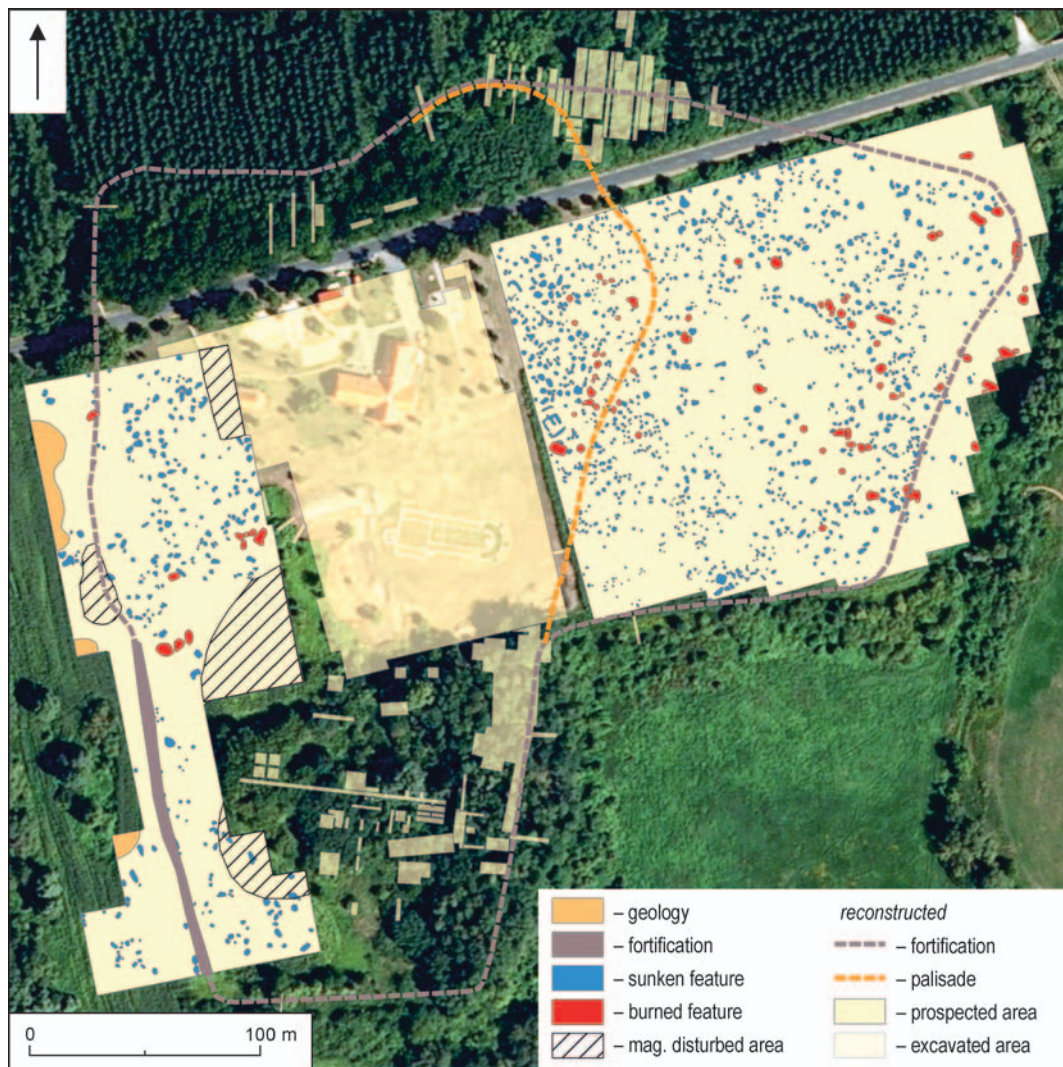 – geology
– fortification
– sunken feature
– burned feature
– mag. disturbed area
reconstructed
– fortification
– palisade
– prospected area
– excavated area
0 100 m